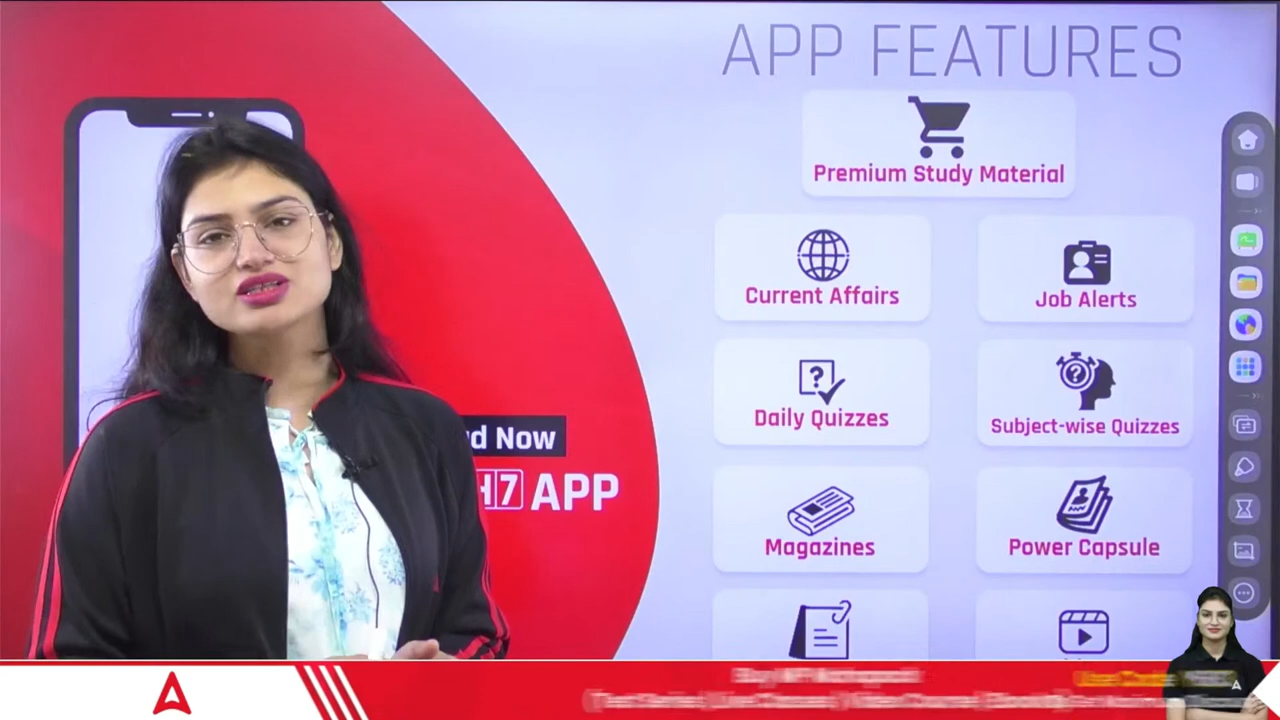 APP FEATURES
Premium Study Material
Current Affairs
Job Alerts
Daily Quizzes
Subject-wise Quizzes
Magazines
Power Capsule
d Now
7 APP